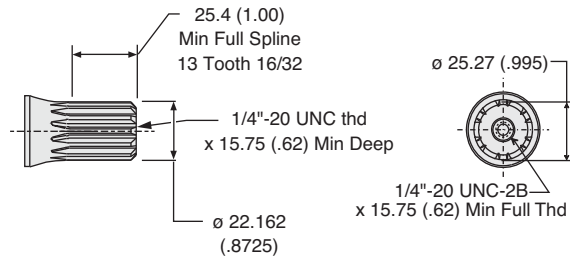 25.4 (1.00)
Min Full Spline
13 Tooth 16/32
ø 25.27 (.995)
1/4"-20 UNC thd
x 15.75 (.62) Min Deep
1/4"-20 UNC-2B
x 15.75 (.62) Min Full Thd
ø 22.162
(.8725)